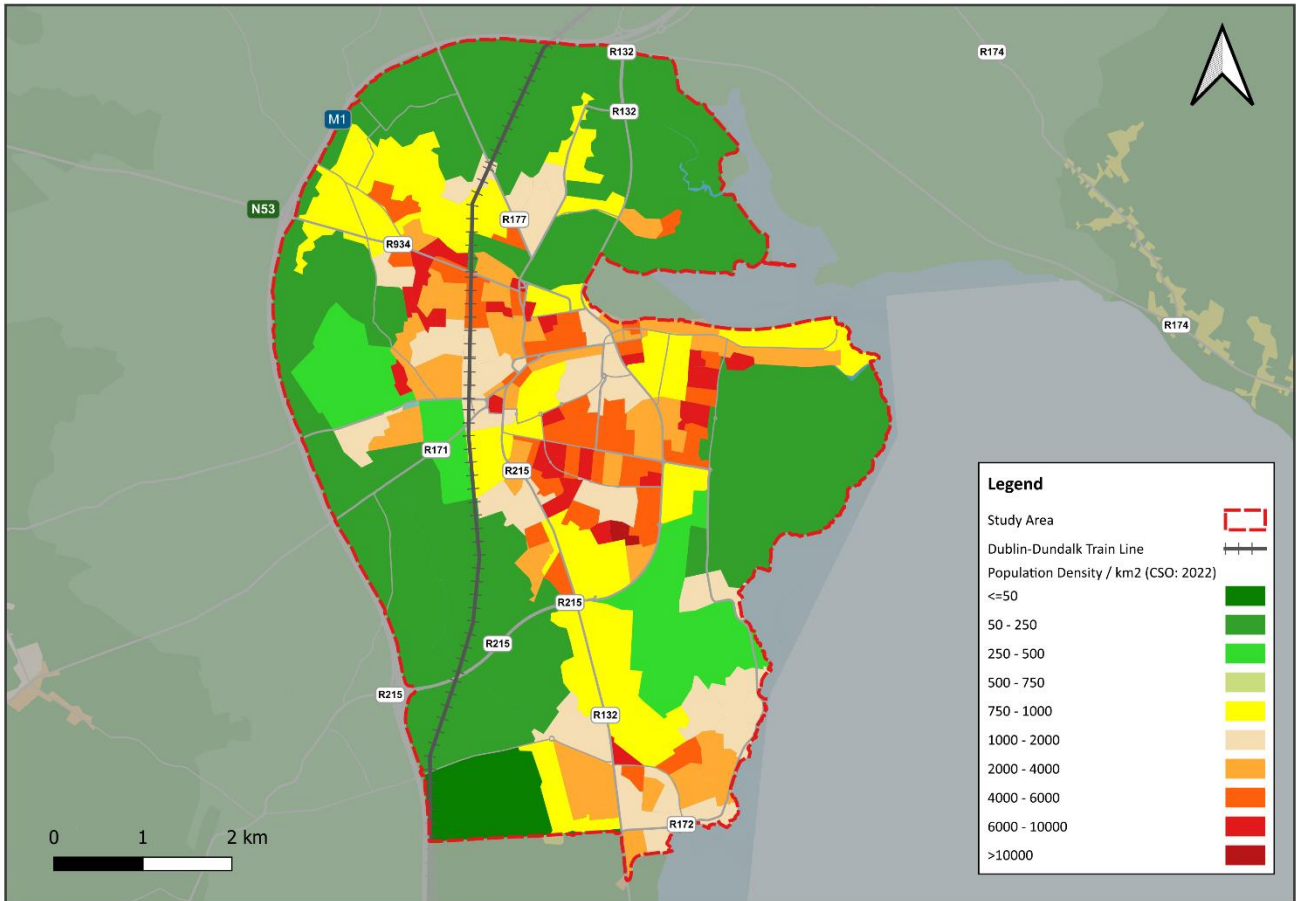 R132
R174
R132
M1
N53
R177
R934
R174
R171
R215
R215
R215
R215
R132
R172
0 1 2 km
Legend
Study Area
Dublin-Dundalk Train Line
Population Density / km2 (CSO: 2022)
<=50
50 - 250
250 - 500
500 - 750
750 - 1000
1000 - 2000
2000 - 4000
4000 - 6000
6000 - 10000
>10000